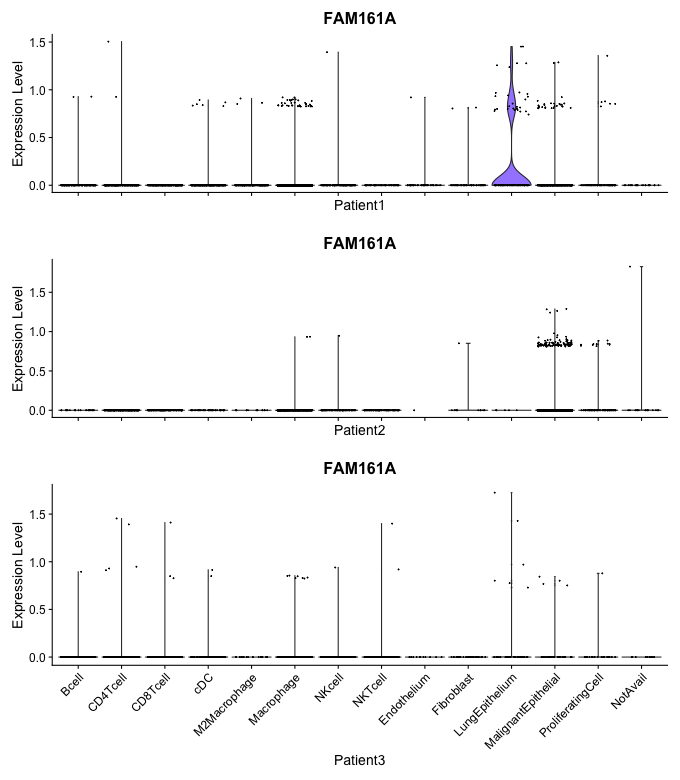 FAM161A
Expression Level
1.5
1.0
0.5
0.0
Patient1
FAM161A
Expression Level
1.5
1.0
0.5
0.0
Patient2
FAM161A
Expression Level
1.5
1.0
0.5
0.0
Bcell
CD4Tcell
CD8Tcell
cDC
M2Macrophage
Macrophage
NKcell
NKTcell
Endothelium
Fibroblast
LungEpithelium
MalignantEpithelial
ProliferatingCell
NotAvail
Patient3